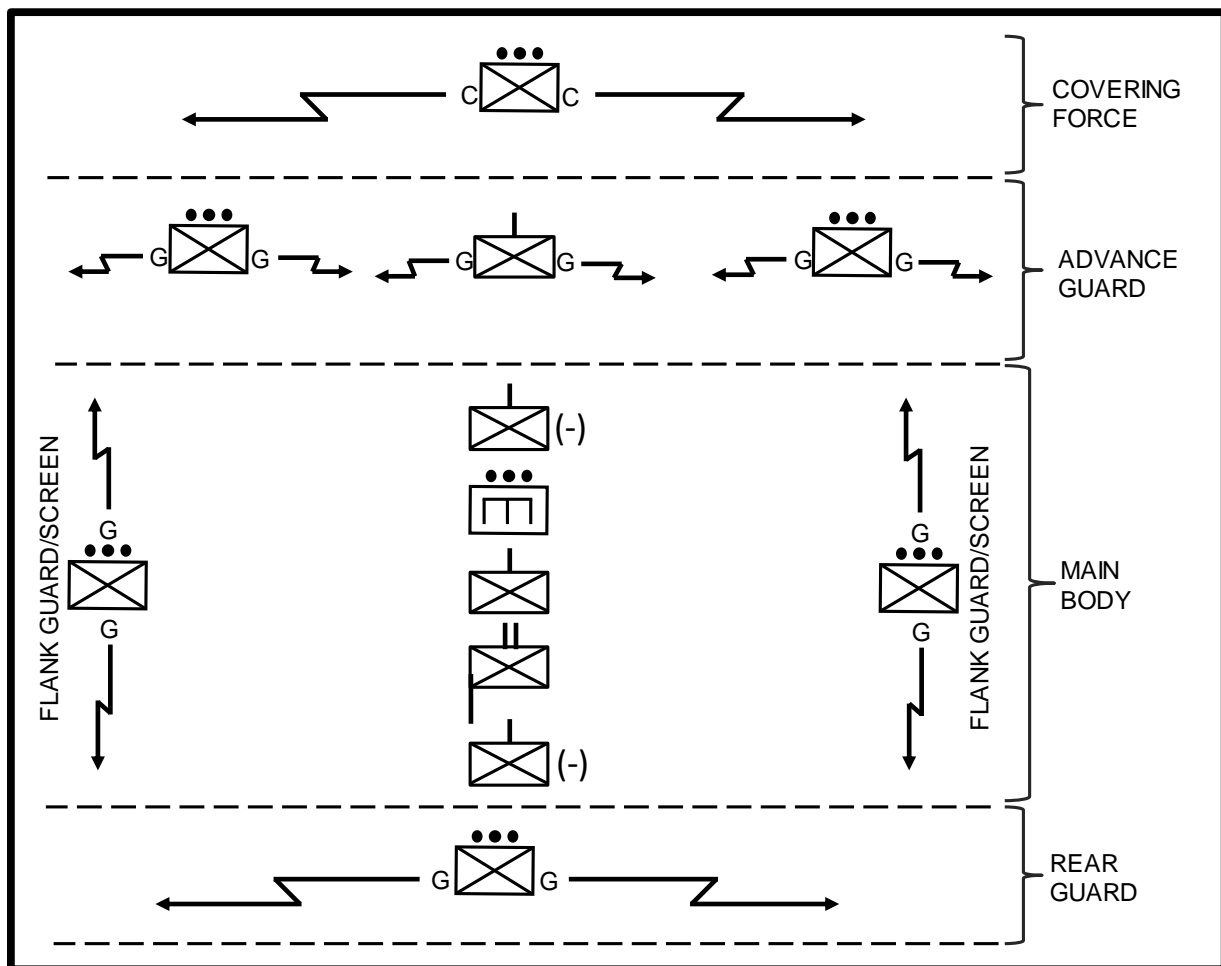 C C
COVERING
FORCE
G G G G G G
ADVANCE
GUARD
(-)
FLANK GUARD/SCREEN
G
G
G
G
FLANK GUARD/SCREEN
MAIN
BODY
(-)
G G
REAR
GUARD